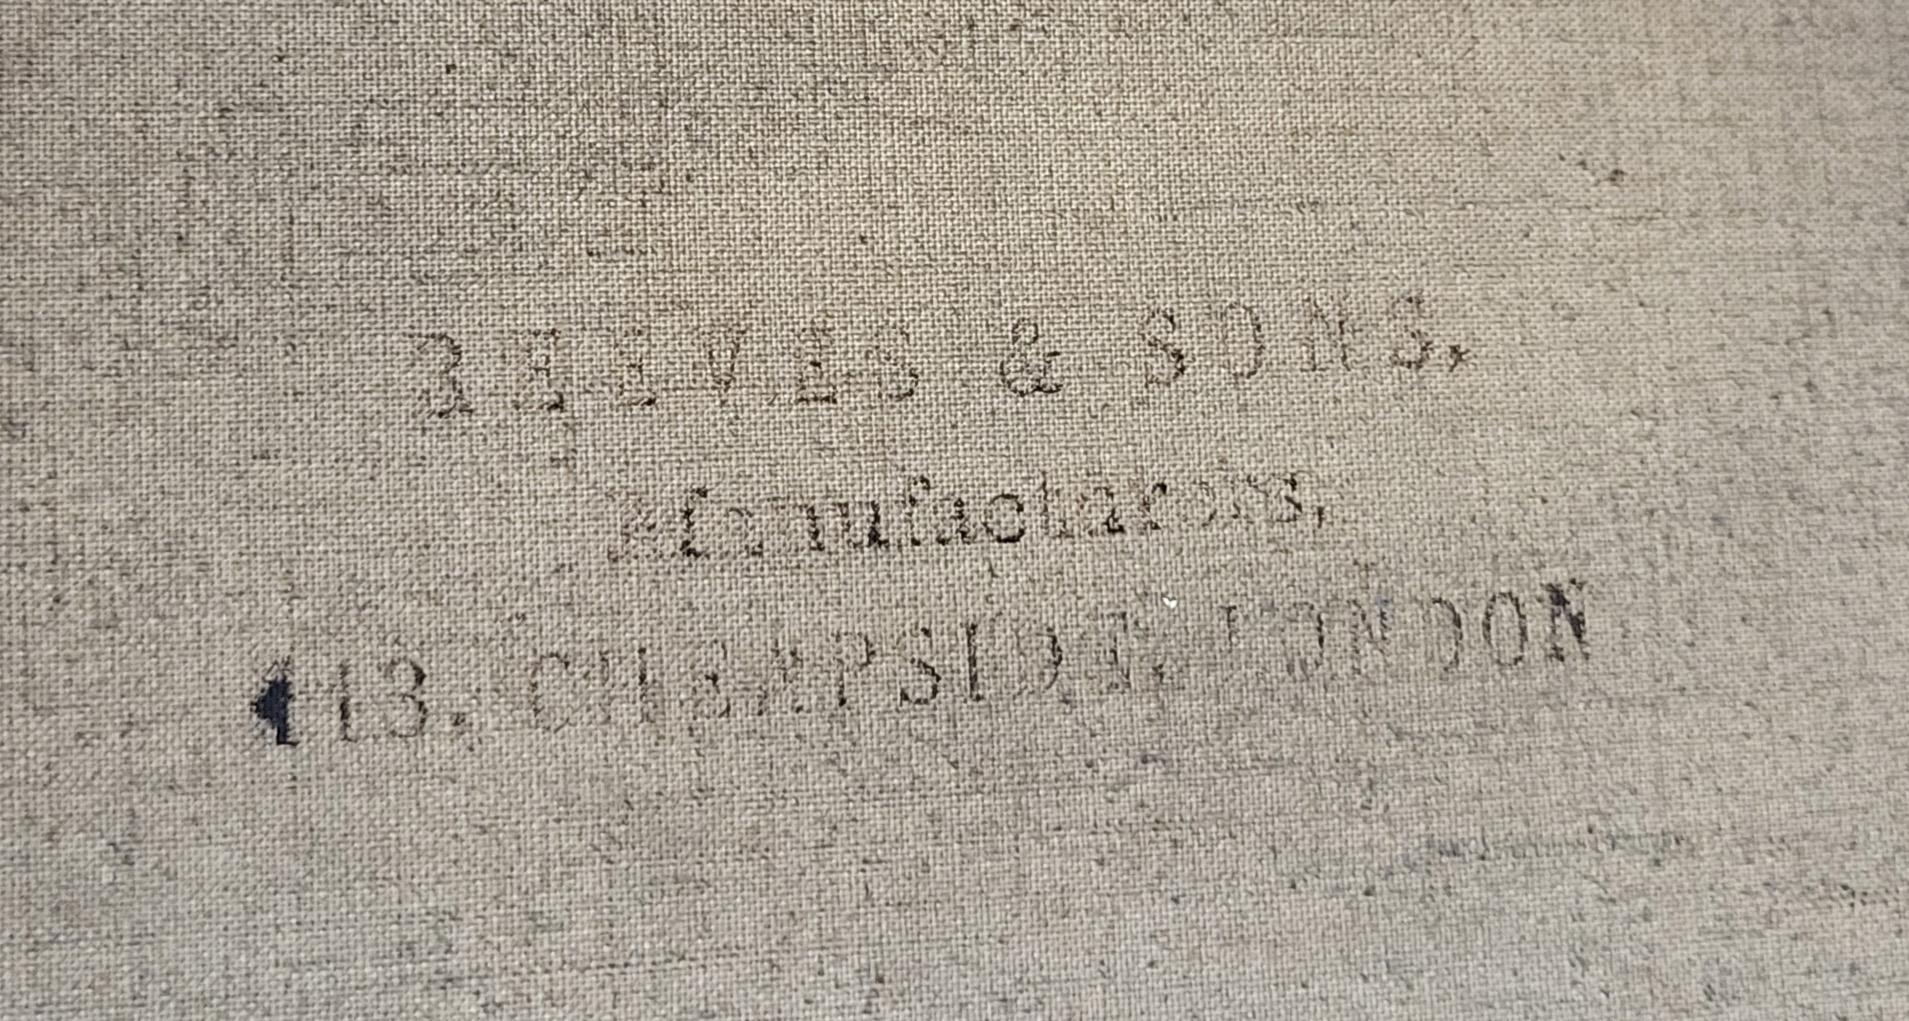 REEVES & SONS,
Manufacturers,
113. CHEAPSIDE, LONDON